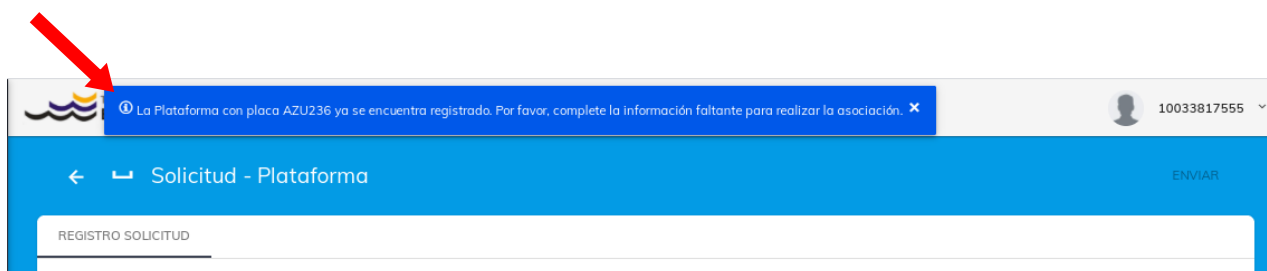 La Plataforma con placa AZU236 ya se encuentra registrado. Por favor, complete la información faltante para realizar la asociación. ×
10033817555
Solicitud - Plataforma
ENVIAR
REGISTRO SOLICITUD